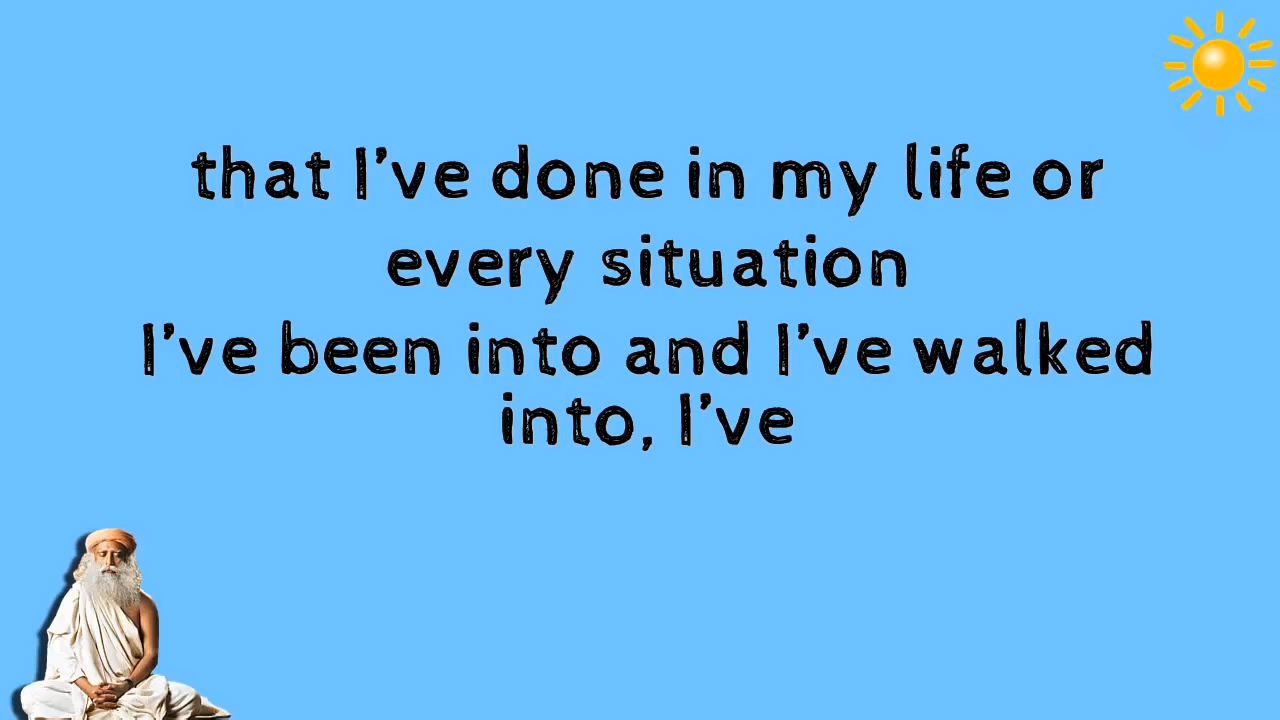 that I've done in my life or
every situation
I've been into and I've walked
into, I've